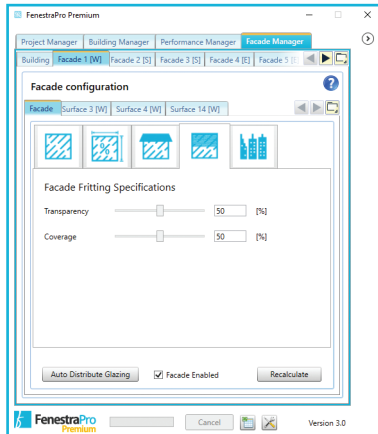 FenestraPro Premium
Project Manager Building Manager Performance Manager Facade Manager
Building Facade 1 [W] Facade 2 [S] Facade 3 [S] Facade 4 [E] Facade 5 [E]
Facade configuration
Facade Surface 3 [W] Surface 4 [W] Surface 14 [W]
%
Facade Fritting Specifications
Transparency 50 [%]
Coverage 50 [%]
Auto Distribute Glazing Facade Enabled Recalculate
FenestraPro
Premium
Cancel
Version 3.0